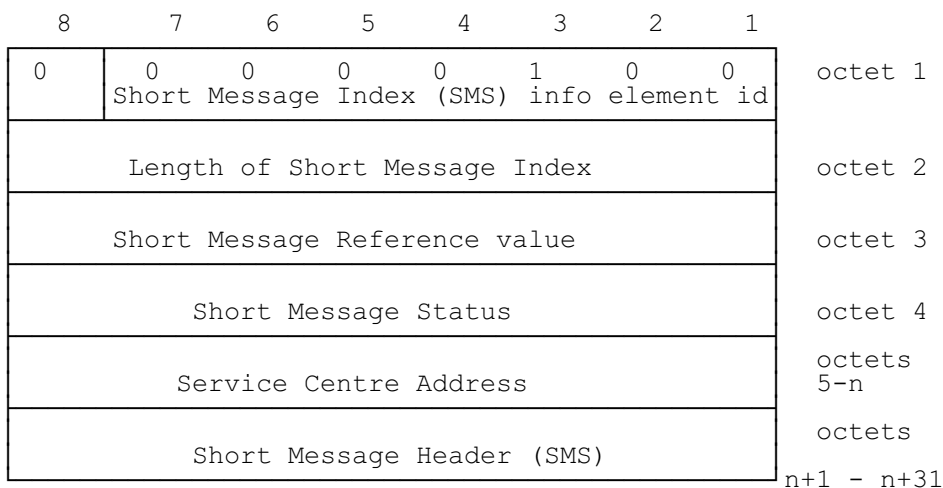 8 7 6 5 4 3 2 1
0 0 0 0 0 1 0 0 octet 1
Short Message Index (SMS) info element id
Length of Short Message Index octet 2
Short Message Reference value octet 3
Short Message Status octet 4
octets
Service Centre Address 5-n
octets
Short Message Header (SMS)
n+1 - n+31